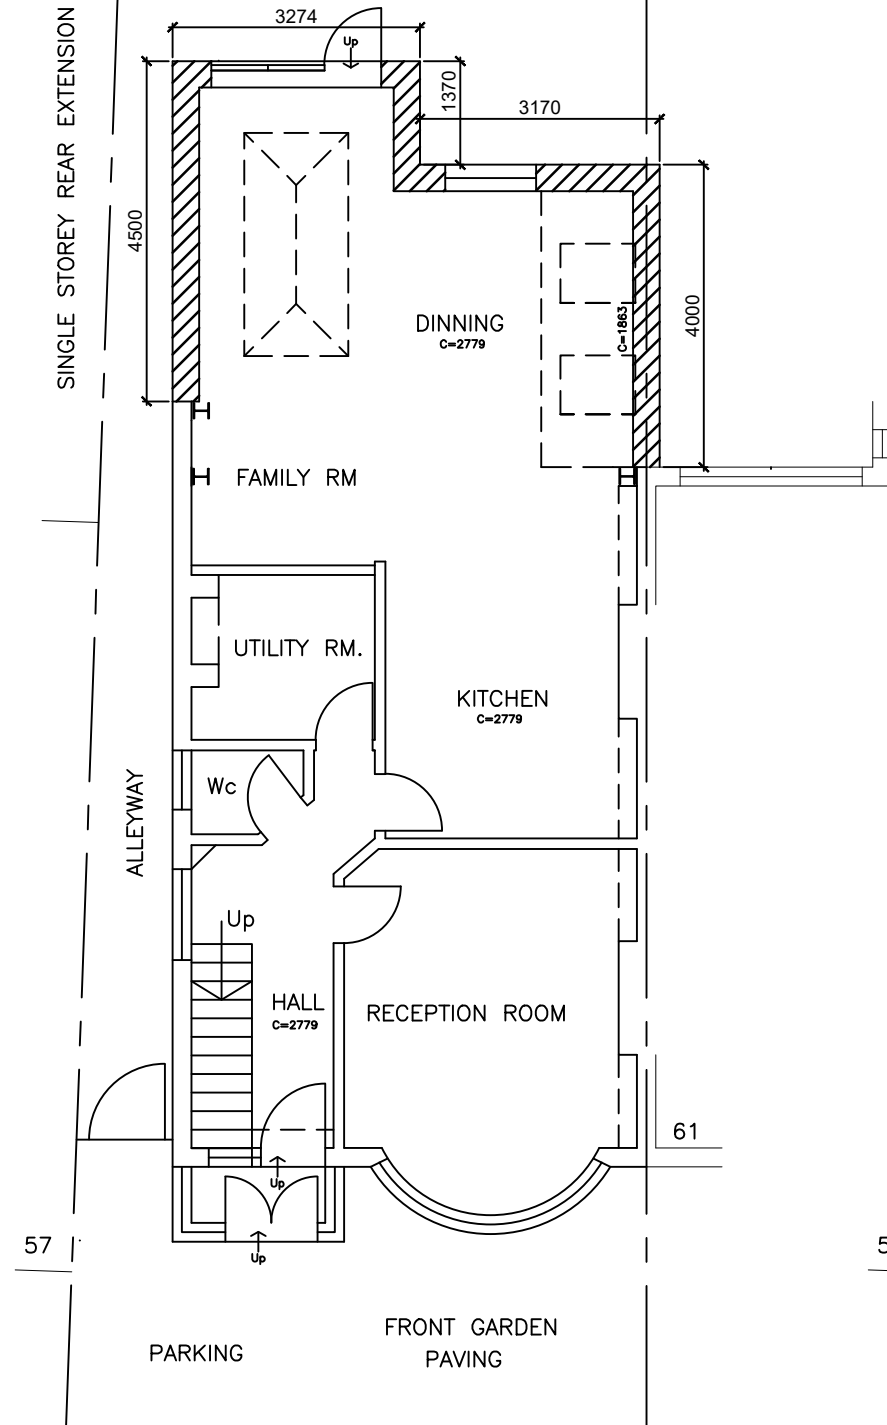 SINGLE STOREY REAR EXTENSION
3274
Up
1370
3170
4500
4000
DINNING
C=2779
C=1863
FAMILY RM
UTILITY RM.
KITCHEN
C=2779
Wc
ALLEYWAY
Up
HALL
C=2779
RECEPTION ROOM
61
Up
57
Up
5
FRONT GARDEN
PAVING
PARKING